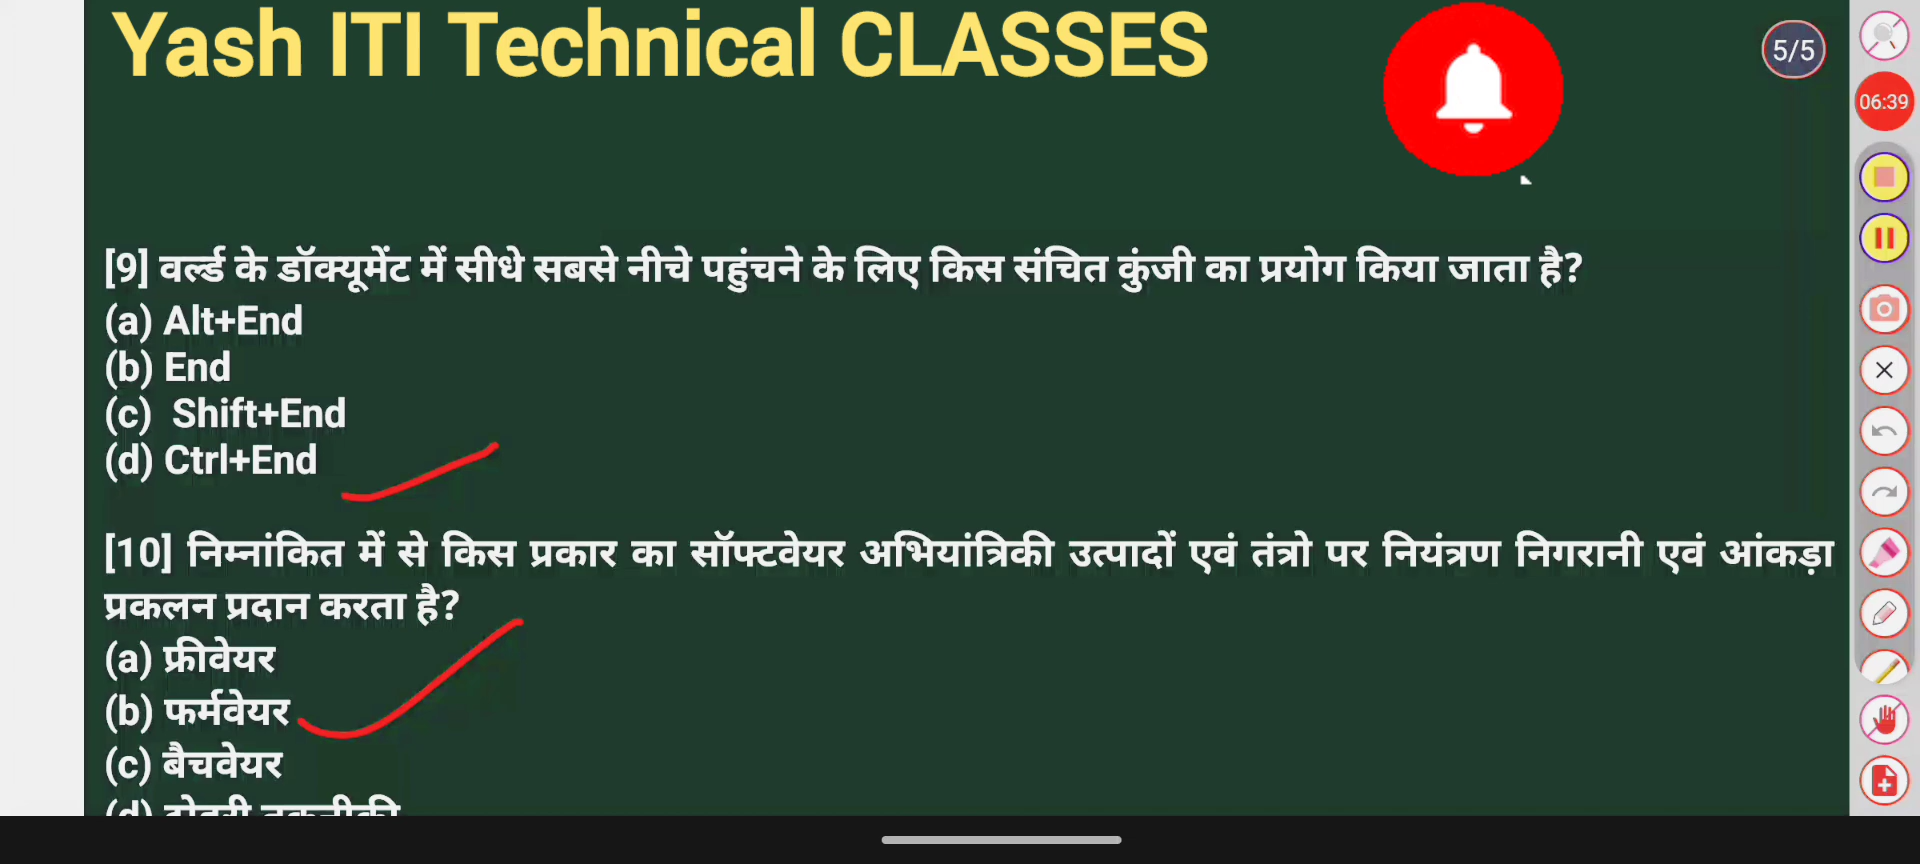 Yash ITI Technical CLASSES
5/5
06:39
[9] वर्ल्ड के डॉक्यूमेंट में सीधे सबसे नीचे पहुंचने के लिए किस संचित कुंजी का प्रयोग किया जाता है?
(a) Alt+End
(b) End
(c) Shift+End
(d) Ctrl+End
[10] निम्नांकित में से किस प्रकार का सॉफ्टवेयर अभियांत्रिकी उत्पादों एवं तंत्रो पर नियंत्रण निगरानी एवं आंकड़ा
प्रकलन प्रदान करता है?
(a) फ्रीवेयर
(b) फर्मवेयर
(c) बैचवेयर
(d)